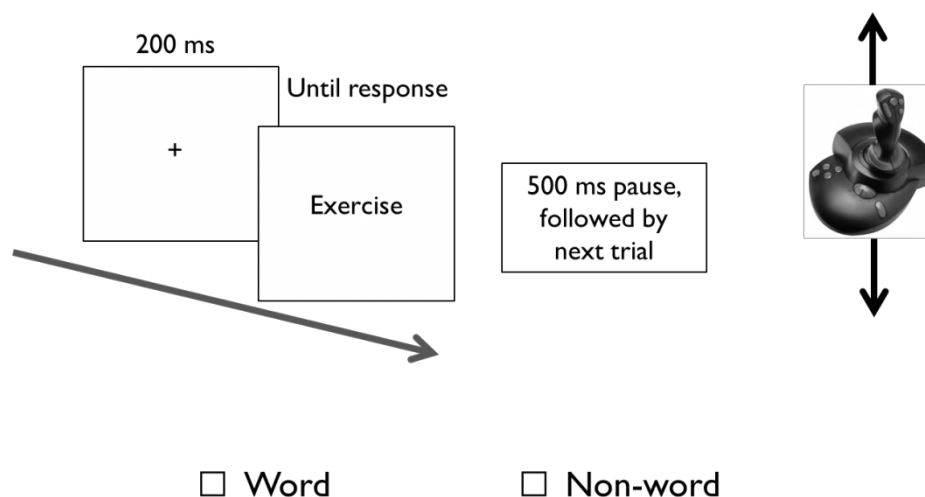 200 ms
Until response
+
Exercise
500 ms pause,
followed by
next trial
Word
Non-word